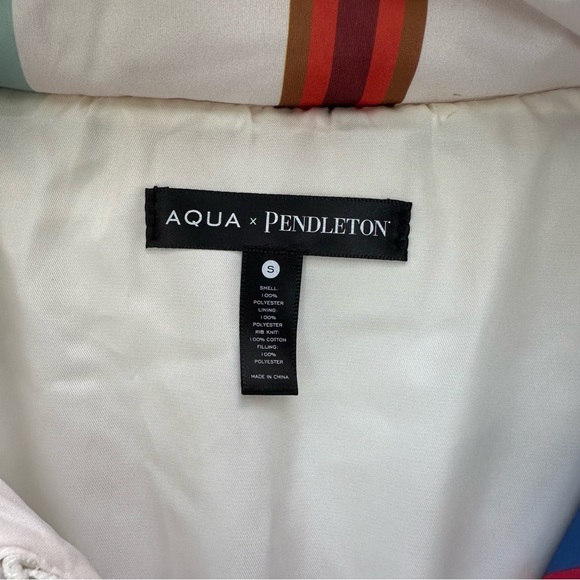 AQUA × PENDLETON
S
SHELL:
100%
POLYESTER
LINING:
100%
POLYESTER
RIB KNIT:
100% COTTON
FILLING:
100%
POLYESTER
MADE IN CHINA